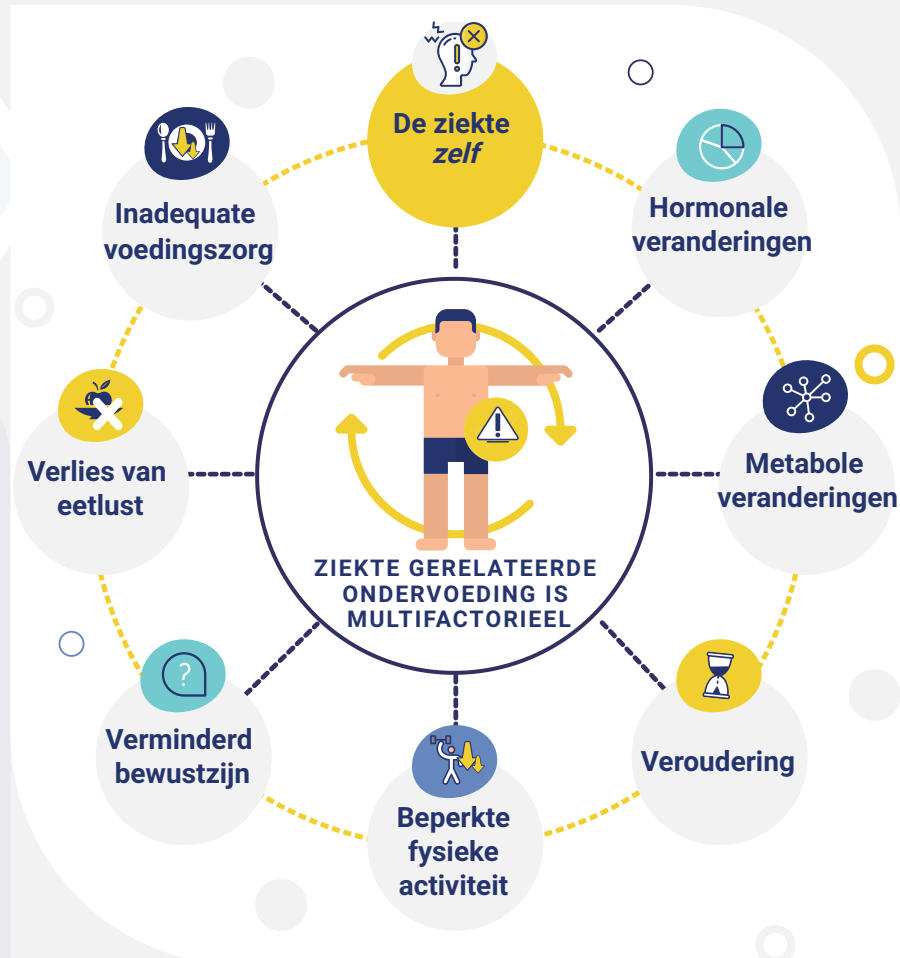 De ziekte
zelf
Hormonale
veranderingen
Metabole
veranderingen
Veroudering
Beperkte
fysieke
activiteit
Verminderd
bewustzijn
Verlies van
eetlust
Inadequate
voedingszorg
ZIEKTE GERELATEERDE
ONDERVOEDING IS
MULTIFACTORIEEL
?